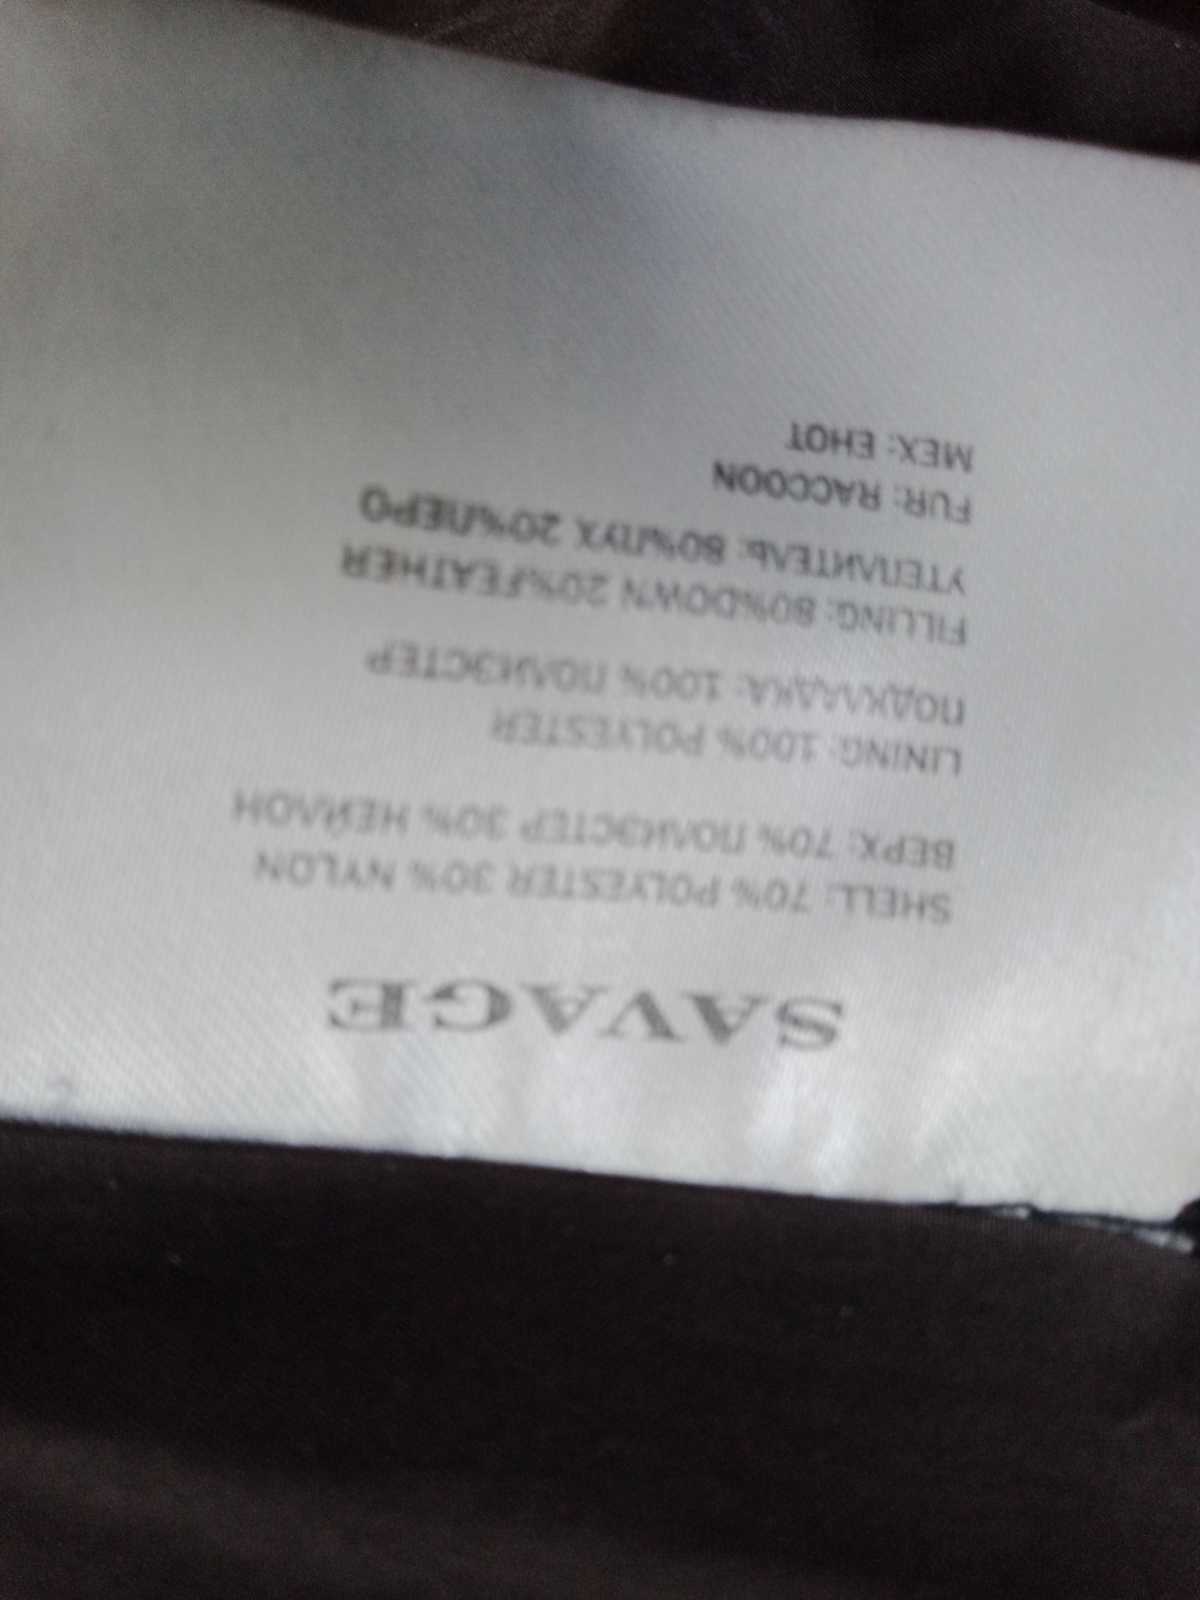 SAVAGE
SHELL: 70% POLYESTER 30% NYLON
ВЕРХ: 70% ПОЛИЭСТЕР 30% НЕЙЛОН
LINING: 100% POLYESTER
ПОДКЛАДКА: 100% ПОЛИЭСТЕР
FILLING: 80%DOWN 20%FEATHER
УТЕПЛИТЕЛЬ: 80%ПУХ 20%ПЕРО
FUR: RACCOON
МЕХ: ЕНОТ